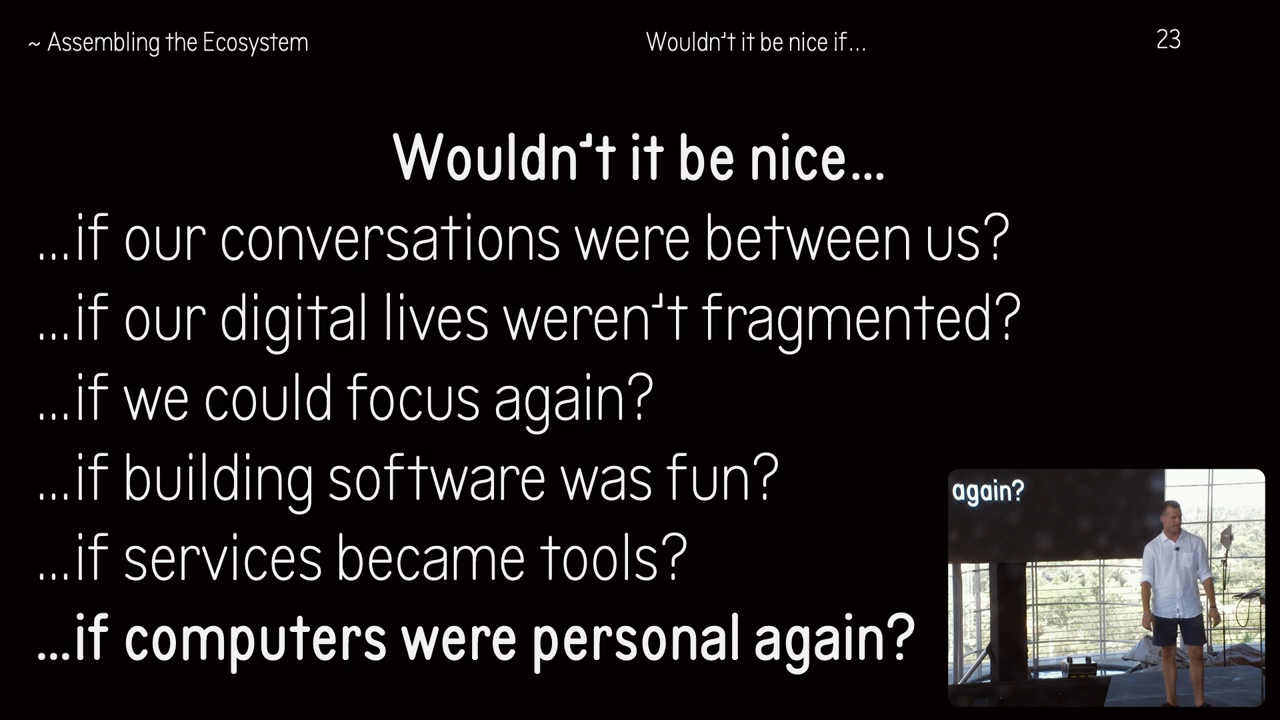 ~ Assembling the Ecosystem
Wouldn't it be nice if...
23
Wouldn't it be nice...
...if our conversations were between us?
...if our digital lives weren't fragmented?
...if we could focus again?
...if building software was fun?
...if services became tools?
...if computers were personal again?
again?